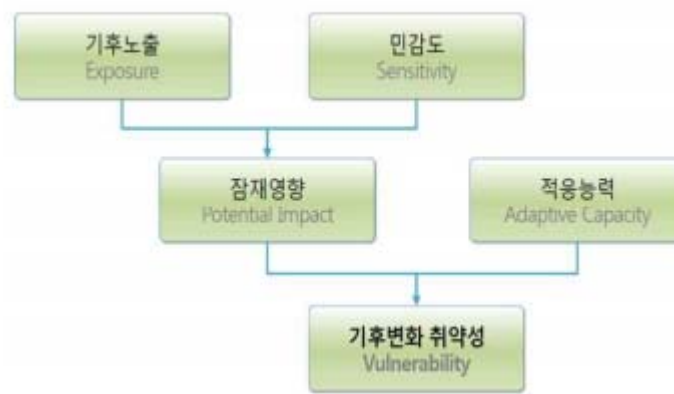 기후노출
Exposure
민감도
Sensitivity
잠재영향
Potential Impact
적응능력
Adaptive Capacity
기후변화 취약성
Vulnerability